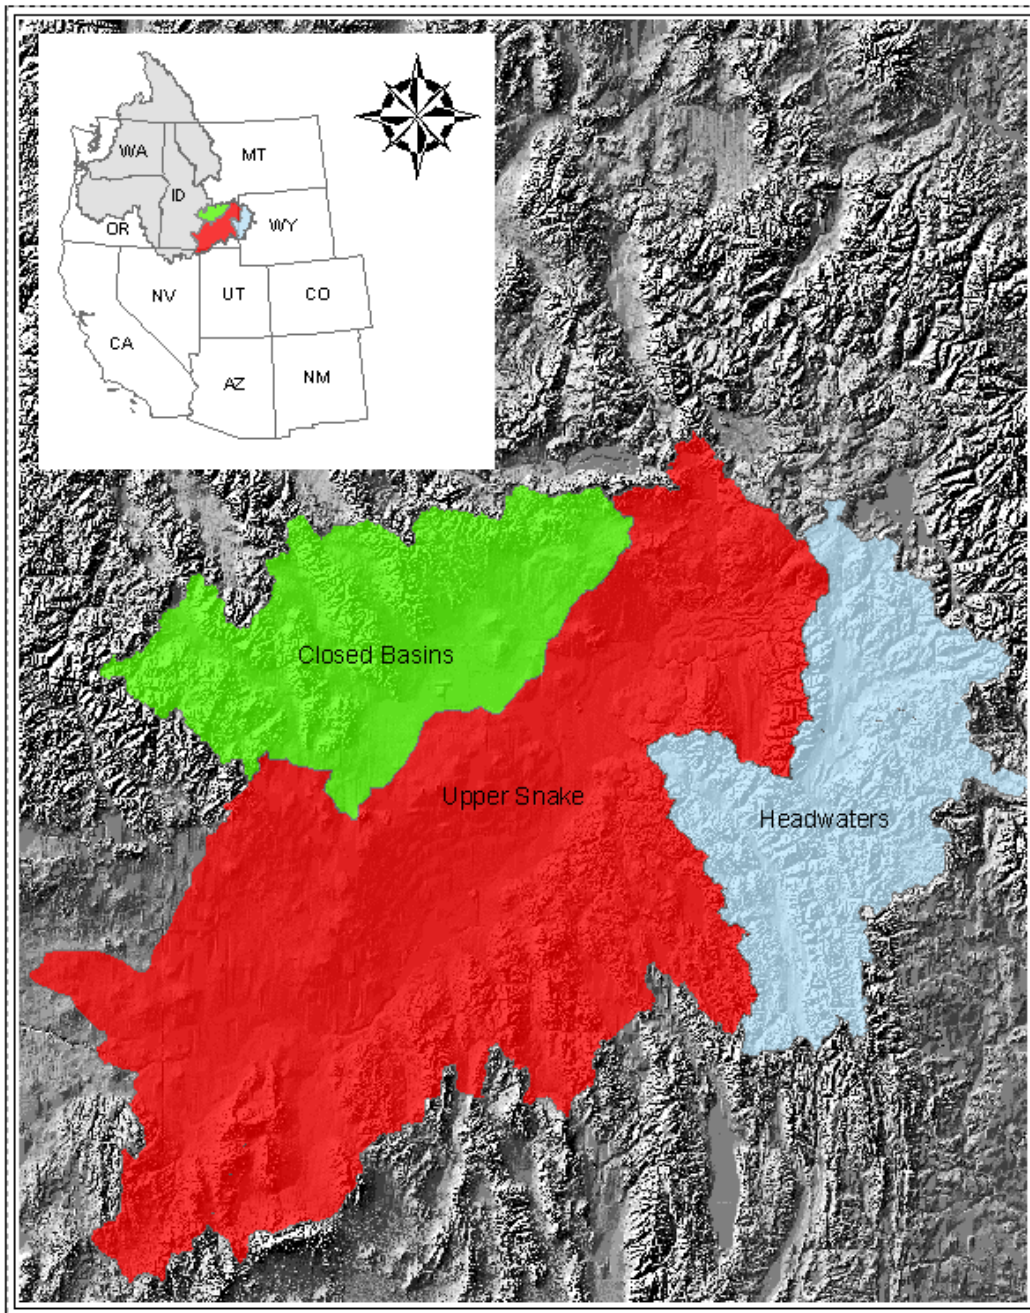 WA
MT
ID
OR
WY
NV
UT
CO
CA
AZ
NM
Closed Basins
Upper Snake
Headwaters